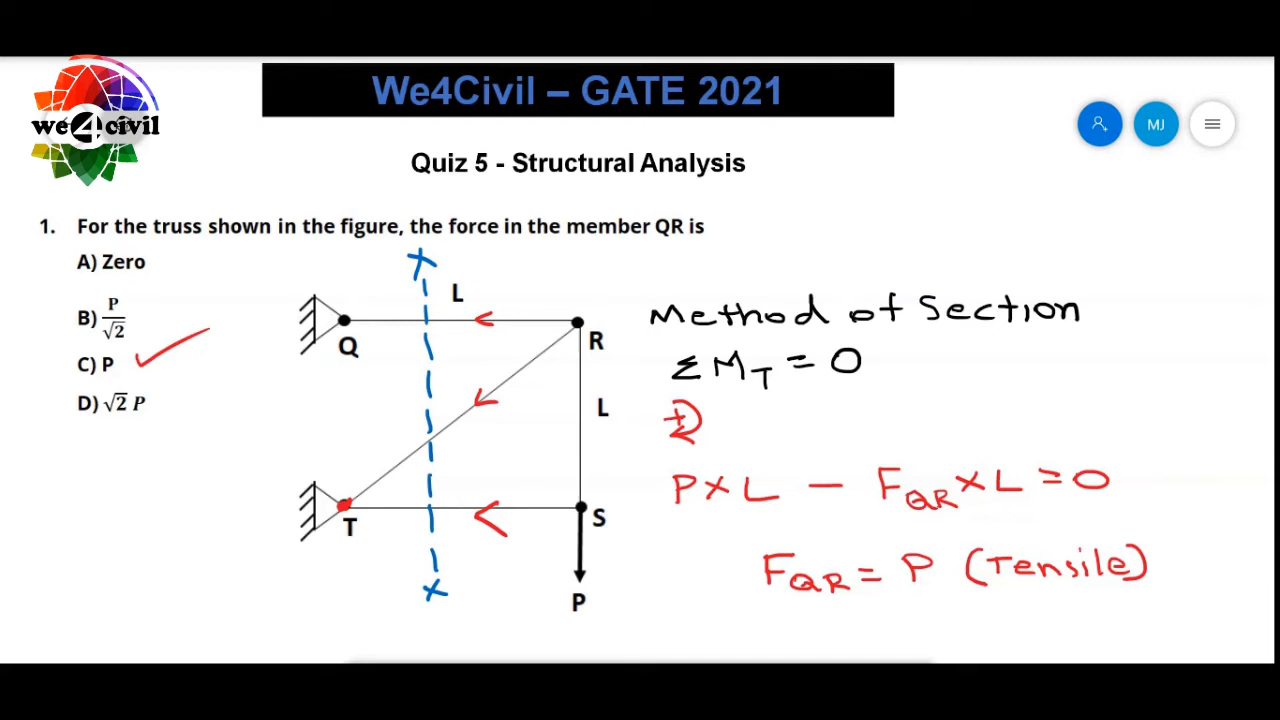 we4civil
We4Civil – GATE 2021
MJ
Quiz 5 - Structural Analysis
1. For the truss shown in the figure, the force in the member QR is
A) Zero
B) P/√2
C) P
D) √2 P
X
L
Q
R
L
T
S
X
P
Method of Section
Σ M_T = 0
+
P × L – F_QR × L = 0
F_QR = P (Tensile)